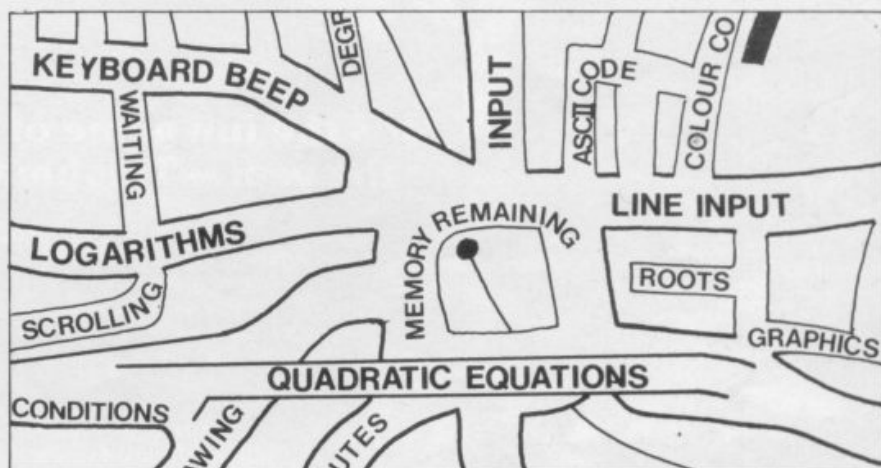 KEYBOARD BEEP
DEGR
INPUT
ASCII CODE
COLOUR CO
WAITING
LINE INPUT
MEMORY REMAINING
LOGARITHMS
ROOTS
SCROLLING
GRAPHICS
QUADRATIC EQUATIONS
CONDITIONS
AWING
UTES